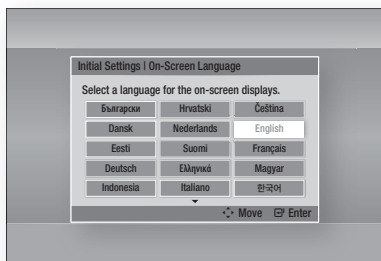 Initial Settings | On-Screen Language
Select a language for the on-screen displays.
Български Hrvatski Čeština
Dansk Nederlands English
Eesti Suomi Français
Deutsch Ελληνικά Magyar
Indonesia Italiano 한국어
Move Enter